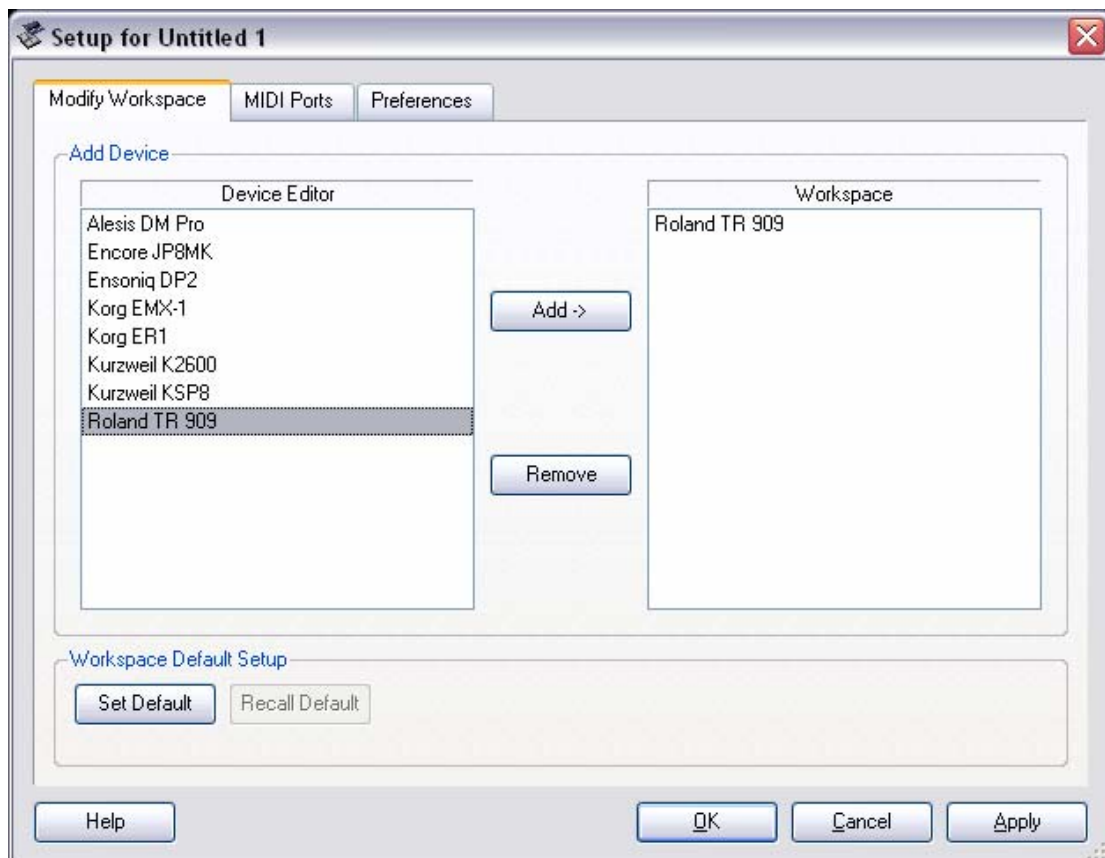 Setup for Untitled 1
Modify Workspace
MIDI Ports
Preferences
Add Device
Device Editor
Alesis DM Pro
Encore JP8MK
Ensoniq DP2
Korg EMX-1
Korg ER1
Kurzweil K2600
Kurzweil KSP8
Roland TR 909
Add ->
Remove
Workspace
Roland TR 909
Workspace Default Setup
Set Default
Recall Default
Help
OK
Cancel
Apply